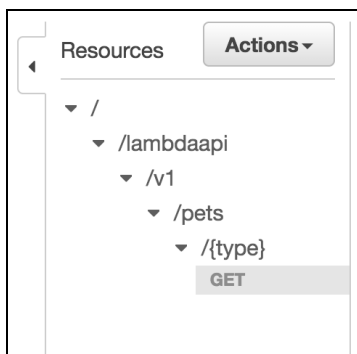 Resources
Actions
/
/lambdaapi
/v1
/pets
/{type}
GET